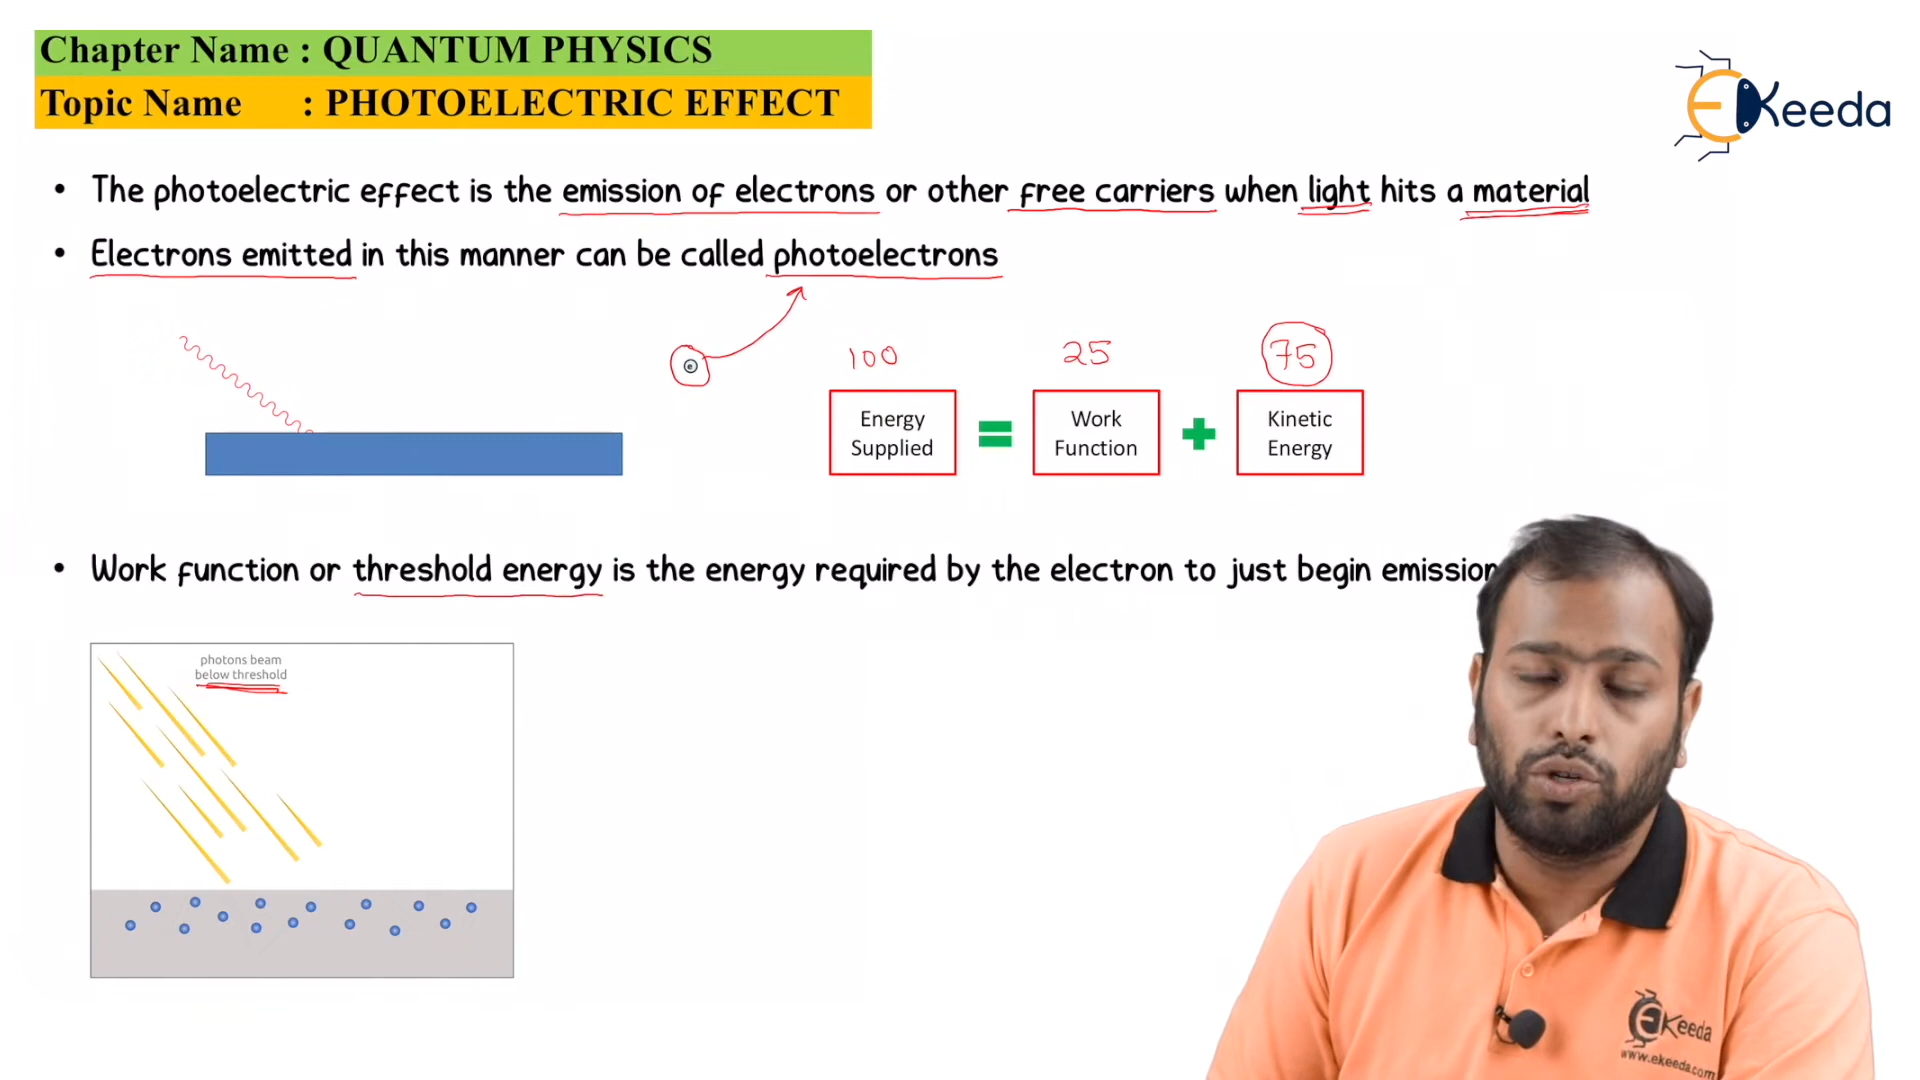 Chapter Name : QUANTUM PHYSICS
Topic Name : PHOTOELECTRIC EFFECT
EKeeda
• The photoelectric effect is the emission of electrons or other free carriers when light hits a material
• Electrons emitted in this manner can be called photoelectrons
e
100 25 75
Energy Supplied = Work Function + Kinetic Energy
• Work function or threshold energy is the energy required by the electron to just begin emission
photons beam
below threshold
EKeeda
www.ekeeda.com